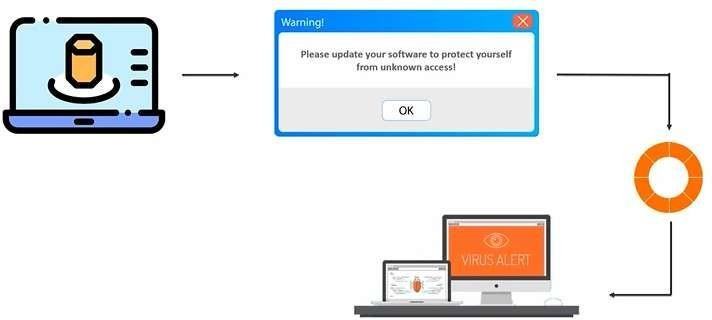 Warning!
Please update your software to protect yourself
from unknown access!
OK
VIRUS ALERT